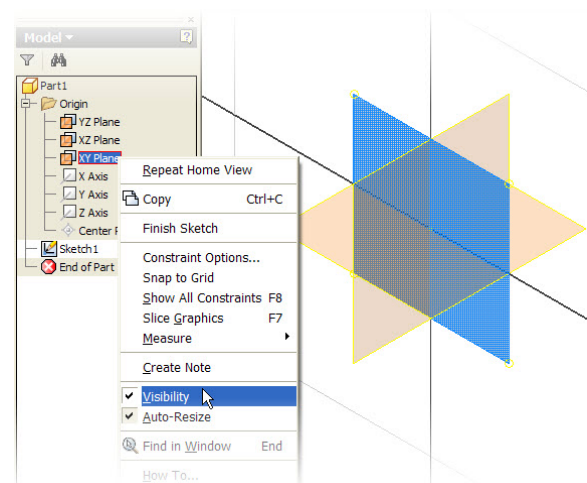 Model
Part1
Origin
YZ Plane
XZ Plane
XY Plane
X Axis
Y Axis
Z Axis
Center
Sketch1
End of Part
Repeat Home View
Copy Ctrl+C
Finish Sketch
Constraint Options...
Snap to Grid
Show All Constraints F8
Slice Graphics F7
Measure
Create Note
Visibility
Auto-Resize
Find in Window End
How To...